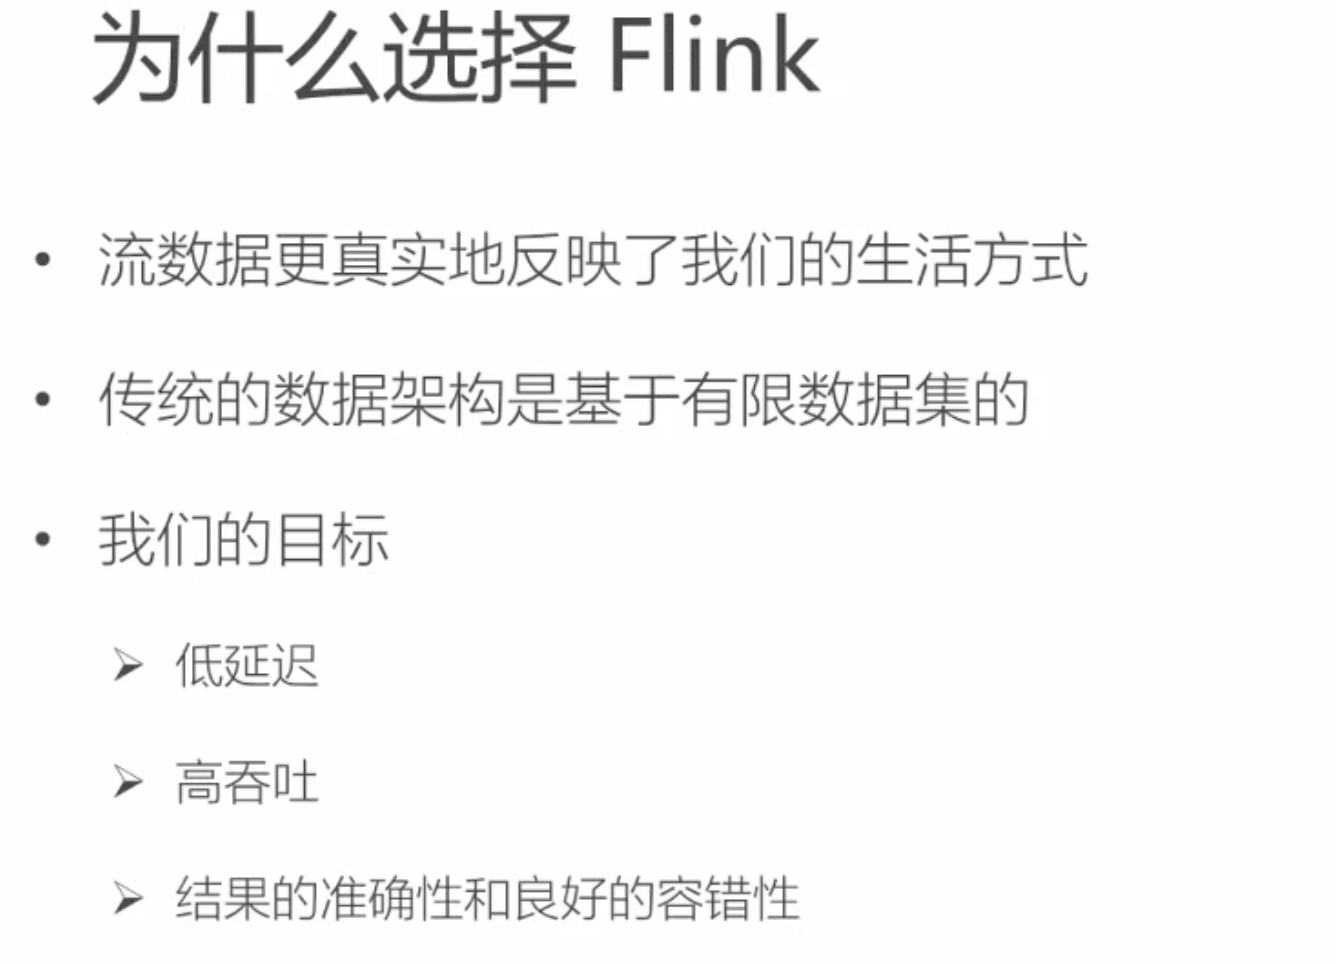 为什么选择 Flink
• 流数据更真实地反映了我们的生活方式
• 传统的数据架构是基于有限数据集的
• 我们的目标
➢ 低延迟
➢ 高吞吐
➢ 结果的准确性和良好的容错性